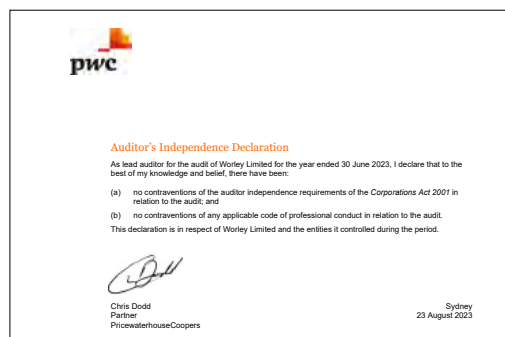 pwc
Auditor's Independence Declaration
As lead auditor for the audit of Worley Limited for the year ended 30 June 2023, I declare that to the
best of my knowledge and belief, there have been:
(a) no contraventions of the auditor independence requirements of the Corporations Act 2001 in
relation to the audit; and
(b) no contraventions of any applicable code of professional conduct in relation to the audit.
This declaration is in respect of Worley Limited and the entities it controlled during the period.
CDodd
Chris Dodd Sydney
Partner 23 August 2023
PricewaterhouseCoopers